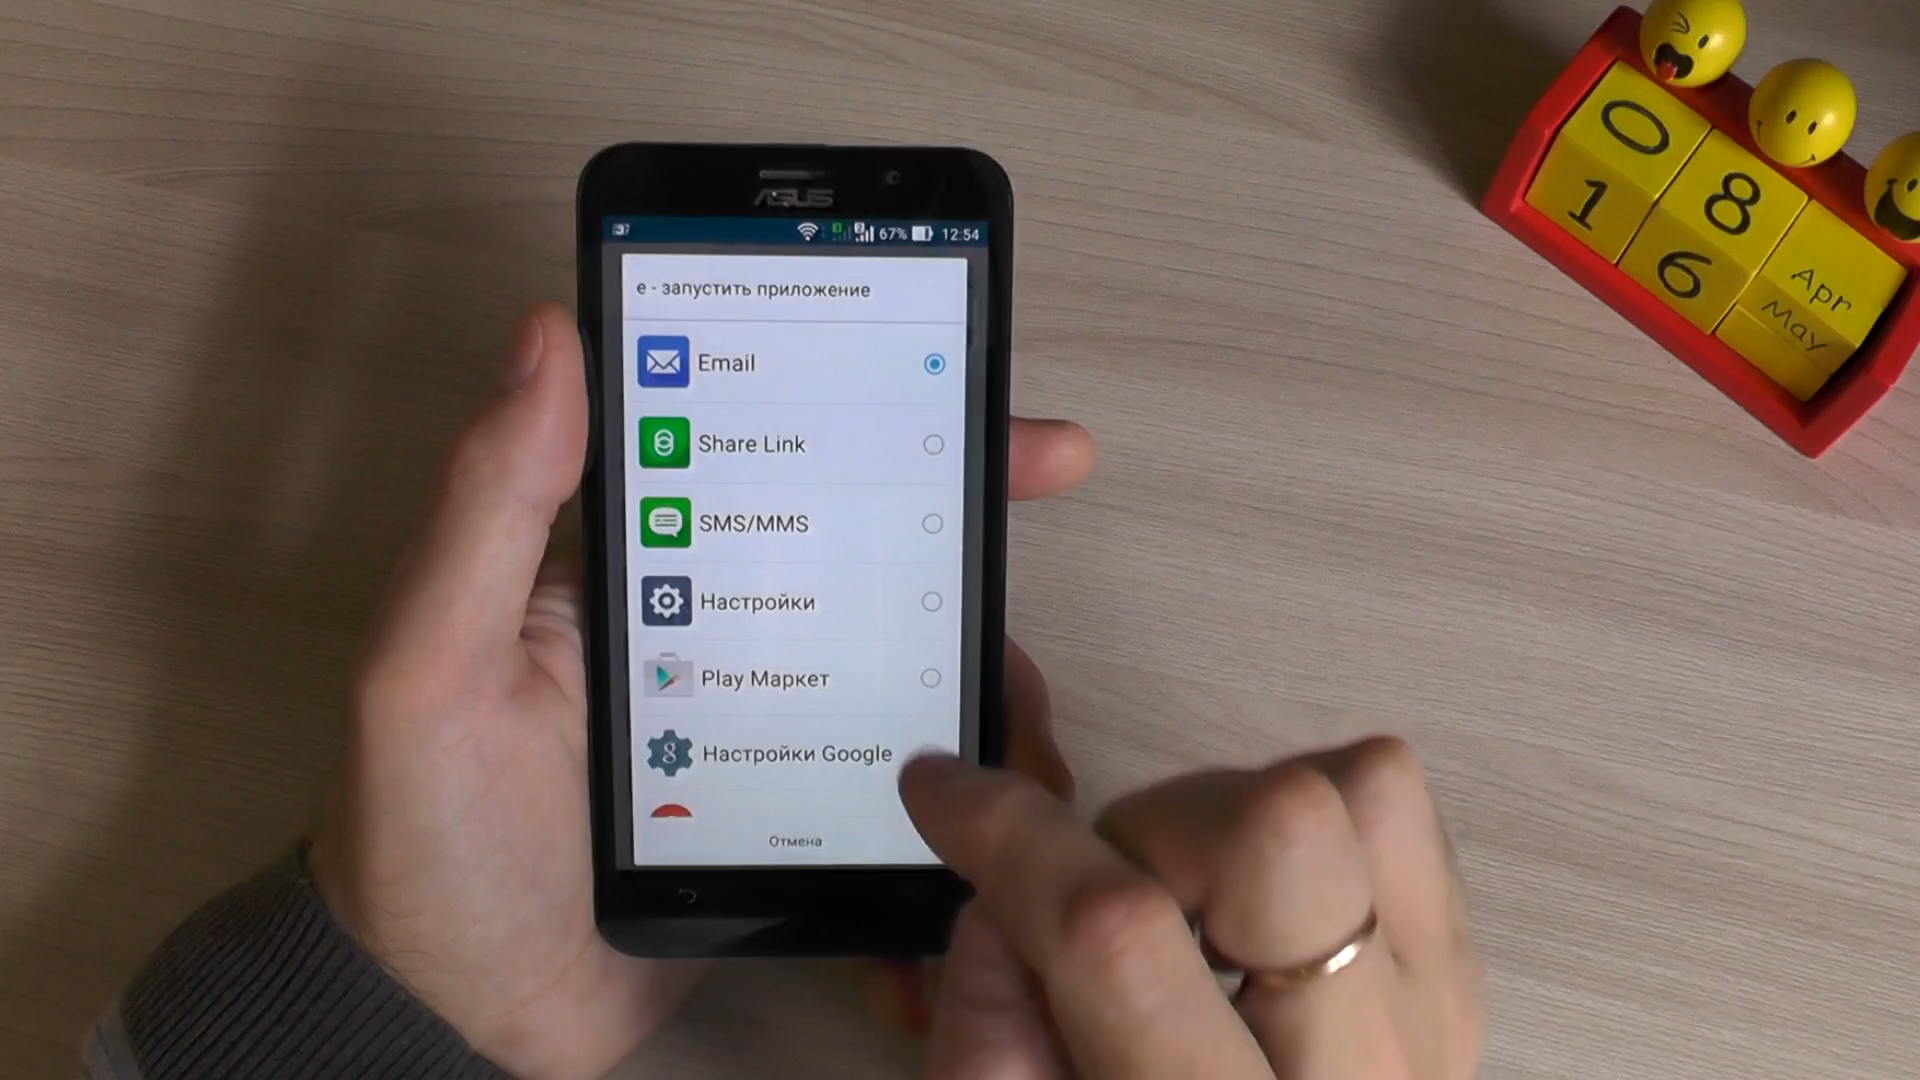 ASUS
67% 12:54
е - запустить приложение
Email
Share Link
SMS/MMS
Настройки
Play Маркет
8 Настройки Google
Отмена
0 8 Apr
1 6 May